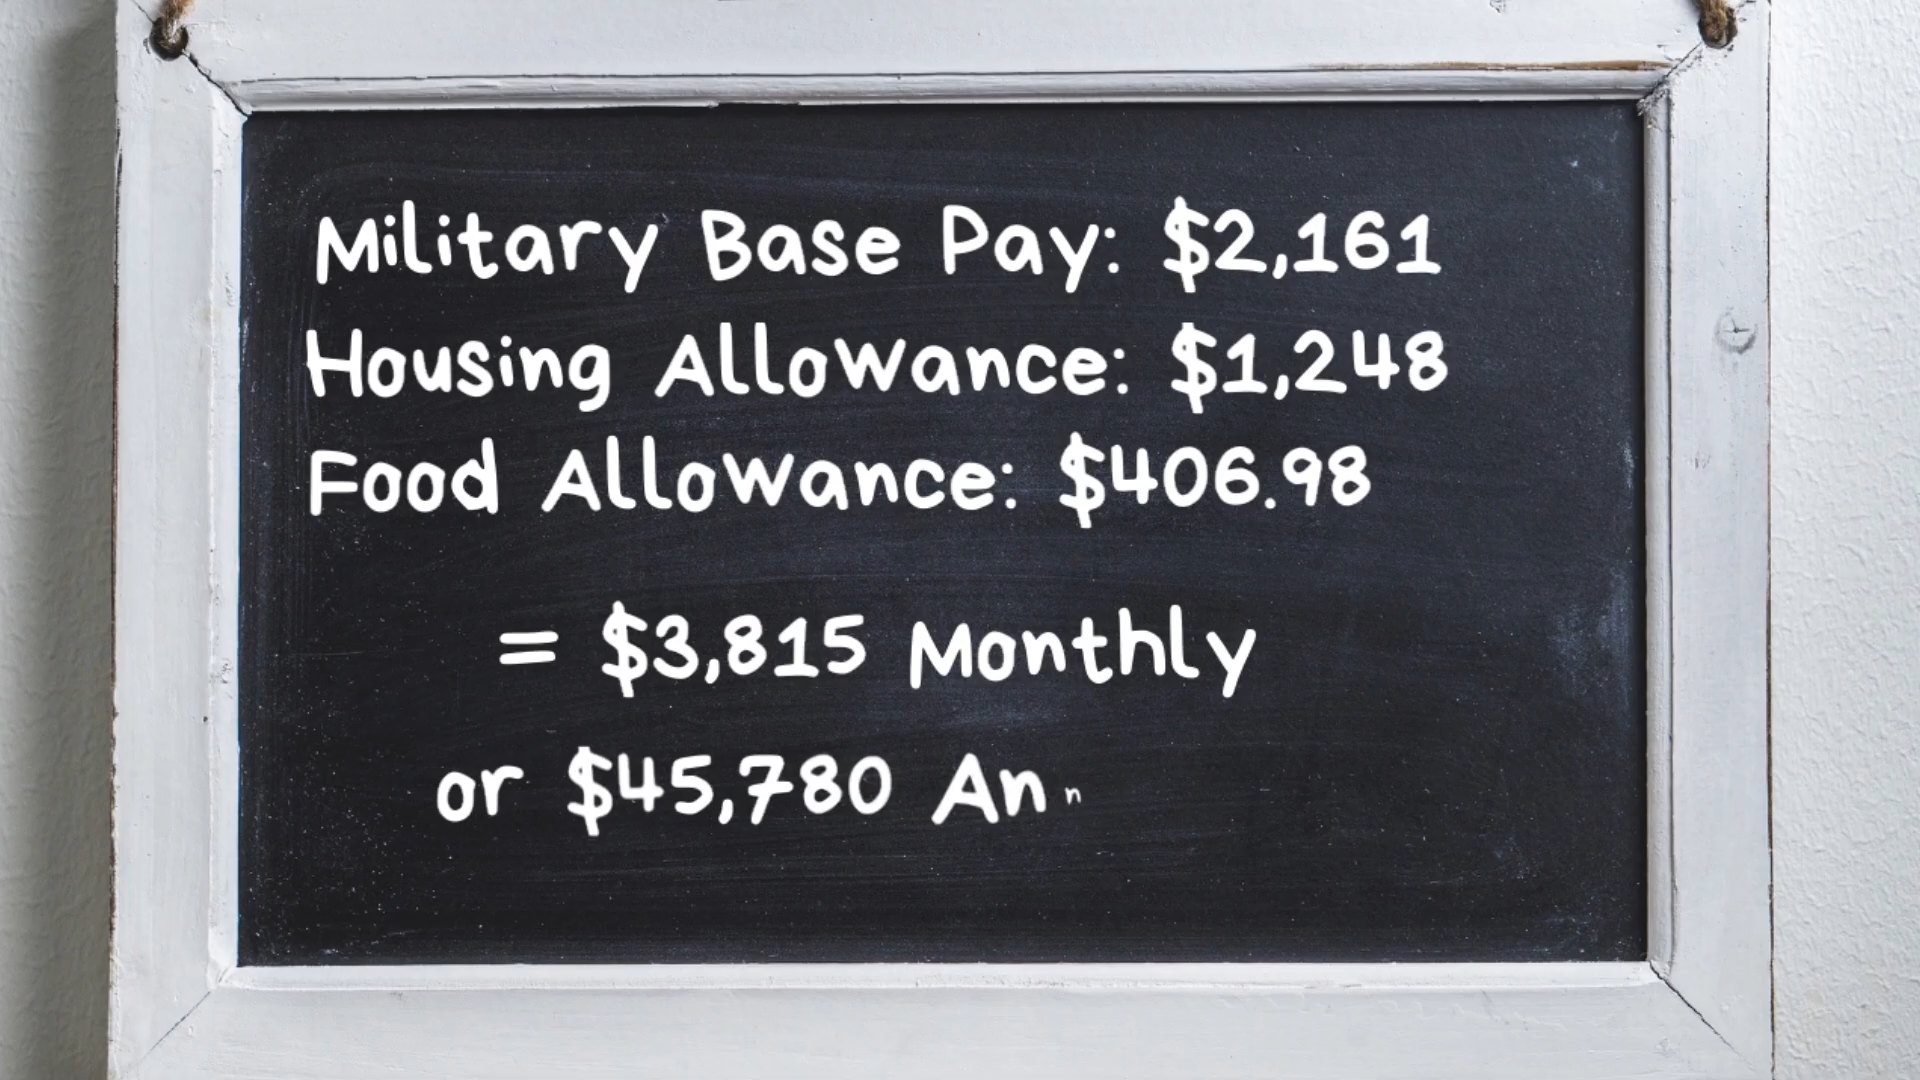 Military Base Pay: $2,161
Housing Allowance: $1,248
Food Allowance: $406.98
= $3,815 Monthly
or $45,780 Ann